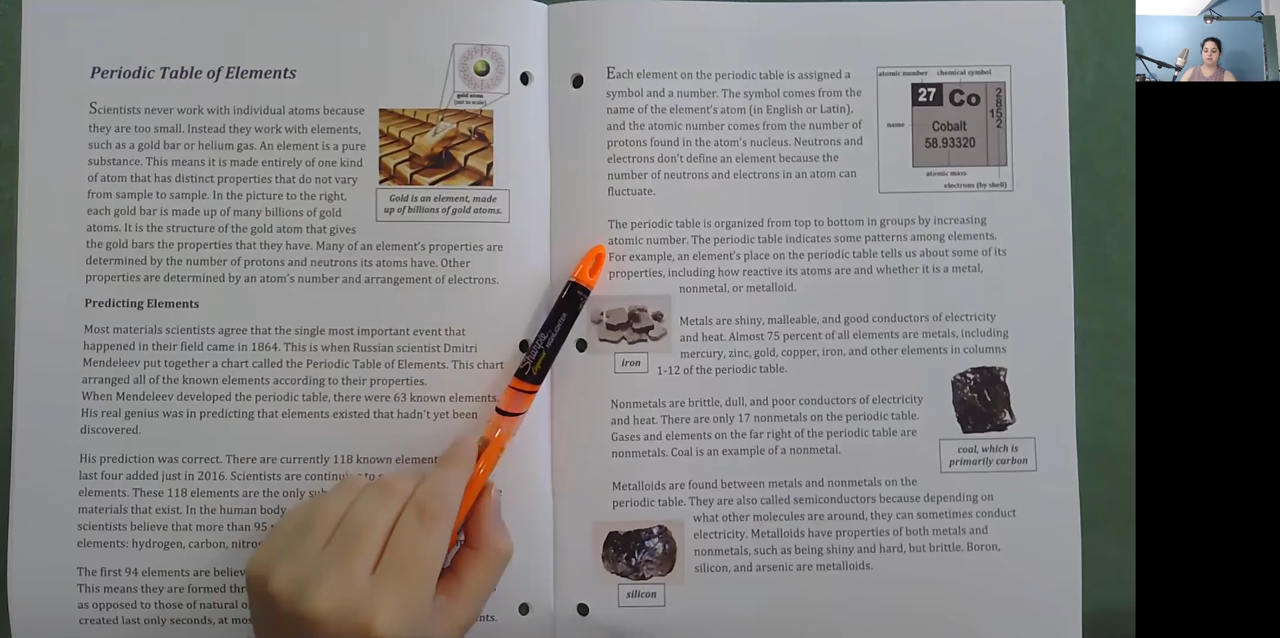 Periodic Table of Elements
gold atom
(not to scale)
Scientists never work with individual atoms because
they are too small. Instead they work with elements,
such as a gold bar or helium gas. An element is a pure
substance. This means it is made entirely of one kind
of atom that has distinct properties that do not vary
from sample to sample. In the picture to the right,
each gold bar is made up of many billions of gold
atoms. It is the structure of the gold atom that gives
the gold bars the properties that they have. Many of an element's properties are
determined by the number of protons and neutrons its atoms have. Other
properties are determined by an atom's number and arrangement of electrons.
Gold is an element, made
up of billions of gold atoms.
Predicting Elements
Most materials scientists agree that the single most important event that
happened in their field came in 1864. This is when Russian scientist Dmitri
Mendeleev put together a chart called the Periodic Table of Elements. This chart
arranged all of the known elements according to their properties.
When Mendeleev developed the periodic table, there were 63 known elements.
His real genius was in predicting that elements existed that hadn't yet been
discovered.
His prediction was correct. There are currently 118 known
last four added just in 2016. Scientists are
elements. These 118 elements are the only
materials that exist. In the human body
scientists believe that more than 95
elements: hydrogen, carbon,
The first 94 elements are
This means they are formed
as opposed to those of natural
created last only seconds, at
Each element on the periodic table is assigned a
symbol and a number. The symbol comes from the
name of the element's atom (in English or Latin),
and the atomic number comes from the number of
protons found in the atom's nucleus. Neutrons and
electrons don't define an element because the
number of neutrons and electrons in an atom can
fluctuate.
atomic number chemical symbol
27 Co
2
8
15
2
name
Cobalt
58.93320
atomic mass
electrons (by shell)
The periodic table is organized from top to bottom in groups by increasing
atomic number. The periodic table indicates some patterns among elements.
For example, an element's place on the periodic table tells us about some of its
properties, including how reactive its atoms are and whether it is a metal,
nonmetal, or metalloid.
Metals are shiny, malleable, and good conductors of electricity
and heat. Almost 75 percent of all elements are metals, including
mercury, zinc, gold, copper, iron, and other elements in columns
1-12 of the periodic table.
iron
Nonmetals are brittle, dull, and poor conductors of electricity
and heat. There are only 17 nonmetals on the periodic table.
Gases and elements on the far right of the periodic table are
nonmetals. Coal is an example of a nonmetal.
coal, which is
primarily carbon
Metalloids are found between metals and nonmetals on the
periodic table. They are also called semiconductors because depending on
what other molecules are around, they can sometimes conduct
electricity. Metalloids have properties of both metals and
nonmetals, such as being shiny and hard, but brittle. Boron,
silicon, and arsenic are metalloids.
silicon
Sharpie
HIGHLIGHTER